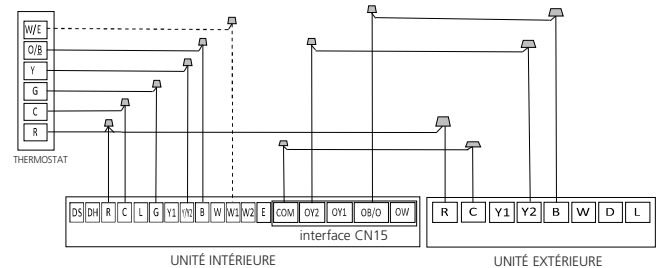 W/E
O/B
Y
G
C
R
THERMOSTAT
DS DH R C L G Y1 Y/Y2 B W W1 W2 E COM OY2 OY1 OB/O OW
interface CN15
UNITÉ INTÉRIEURE
R C Y1 Y2 B W D L
UNITÉ EXTÉRIEURE